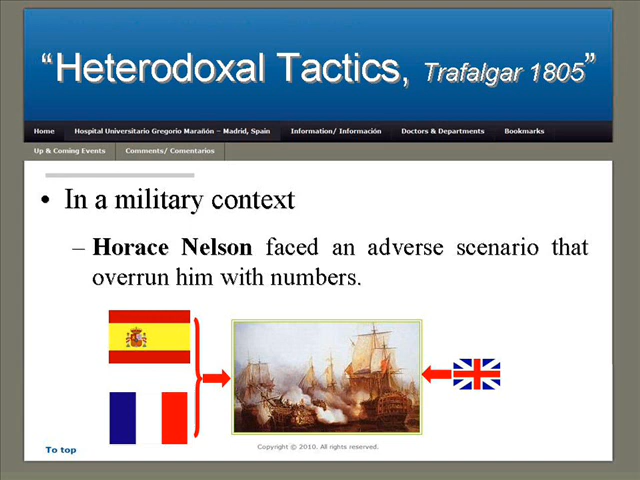 “Heterodoxal Tactics, Trafalgar 1805”
Home Hospital Universitario Gregorio Marañón – Madrid, Spain Information/ Información Doctors & Departments Bookmarks
Up & Coming Events Comments/ Comentarios
• In a military context
– Horace Nelson faced an adverse scenario that
overrun him with numbers.
To top
Copyright © 2010. All rights reserved.